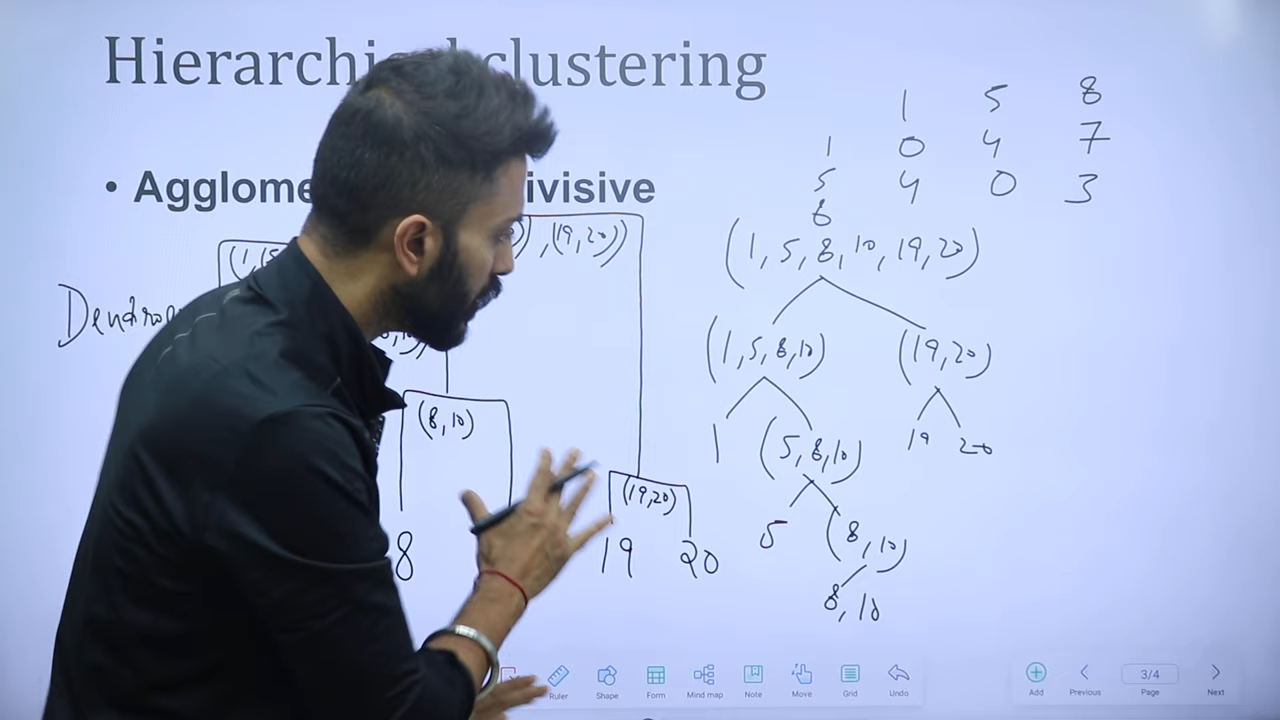 Hierarchi clustering
• Agglome ivisive
1 5 8
1 0 4 7
5 4 0 3
8
(1, 5, 8, 10, 19, 20)
(1, 5, 8, 10) (19, 20)
1 (5, 8, 10) 19 20
5 (8, 10)
8, 10
), (19, 20))
(8, 10)
(19, 20)
8 19 20
Ruler Shape Form Mind map Note Move Grid Undo
Add Previous 3/4 Page Next